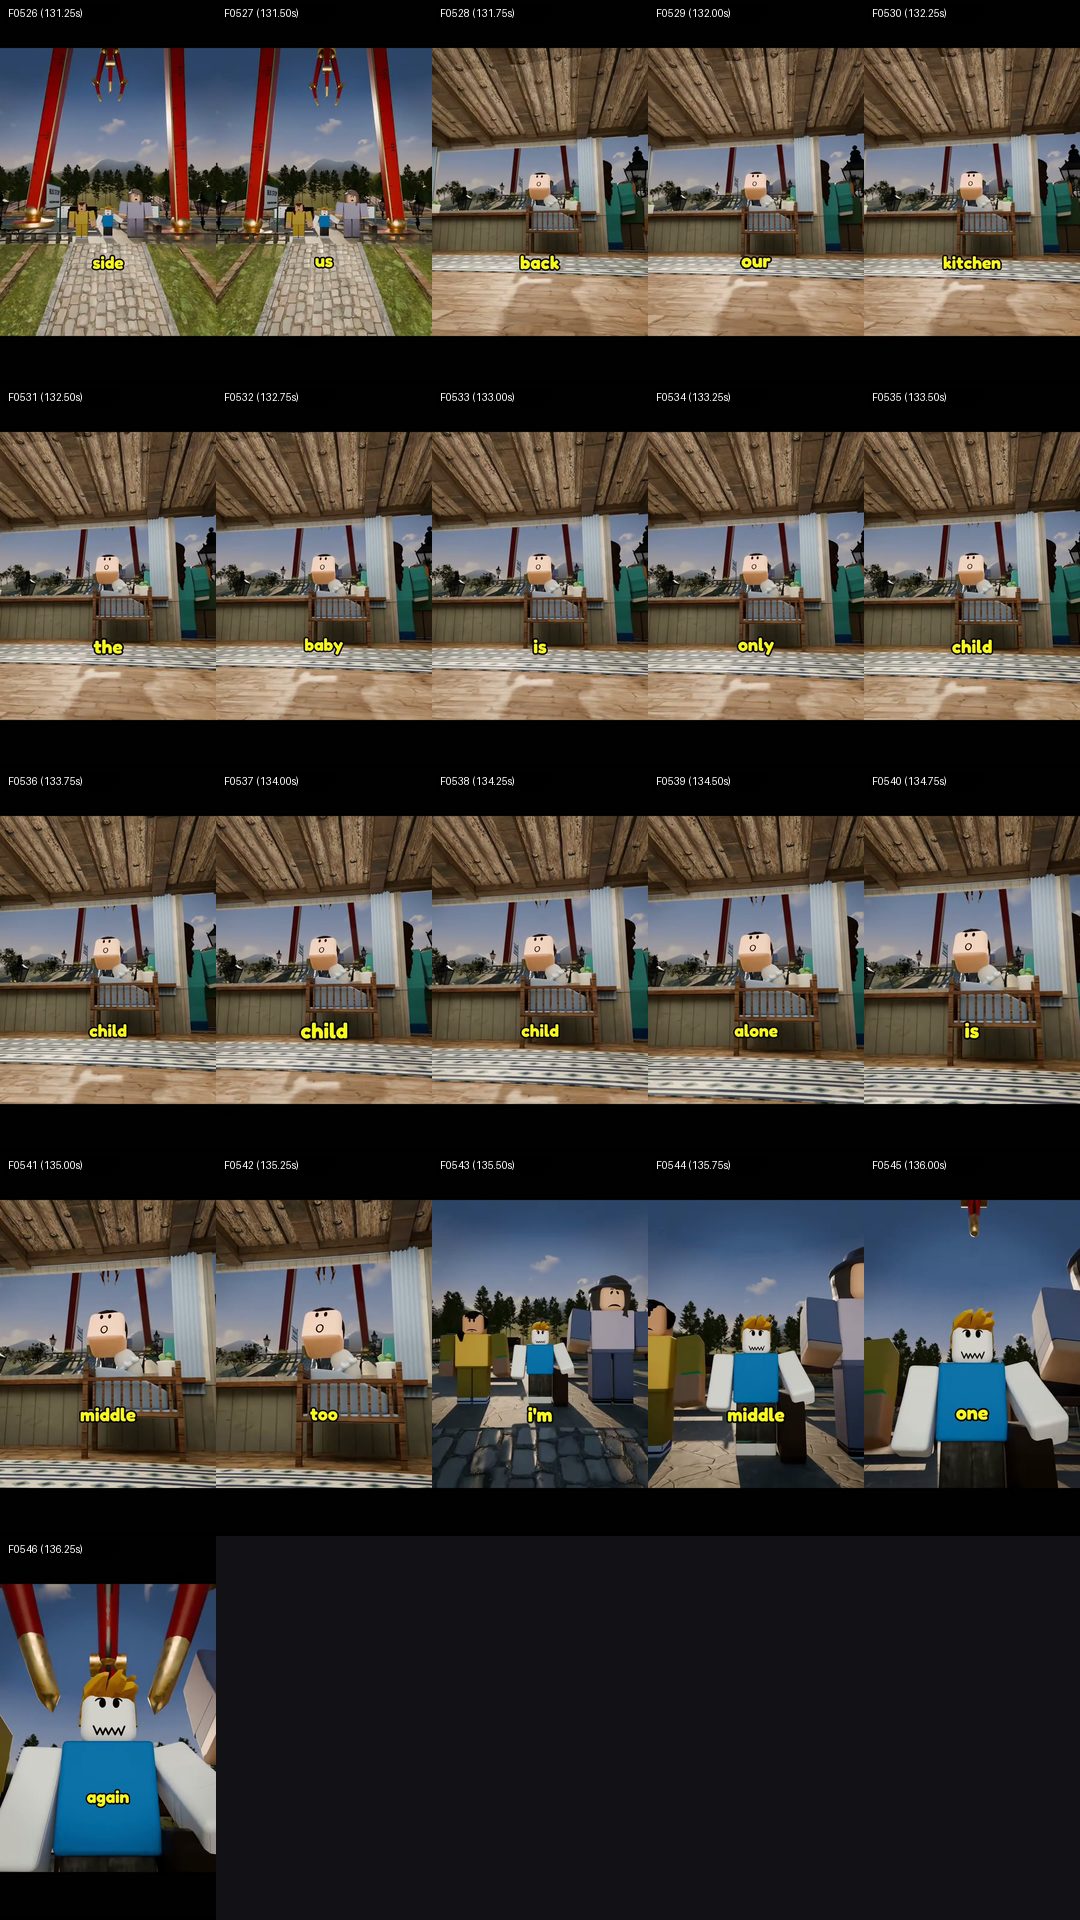 F0526 (131.25s)
F0527 (131.50s)
F0528 (131.75s)
F0529 (132.00s)
F0530 (132.25s)
side
us
back
our
kitchen
F0531 (132.50s)
F0532 (132.75s)
F0533 (133.00s)
F0534 (133.25s)
F0535 (133.50s)
the
baby
is
only
child
F0536 (133.75s)
F0537 (134.00s)
F0538 (134.25s)
F0539 (134.50s)
F0540 (134.75s)
child
child
child
alone
is
F0541 (135.00s)
F0542 (135.25s)
F0543 (135.50s)
F0544 (135.75s)
F0545 (136.00s)
middle
too
i'm
middle
one
F0546 (136.25s)
again